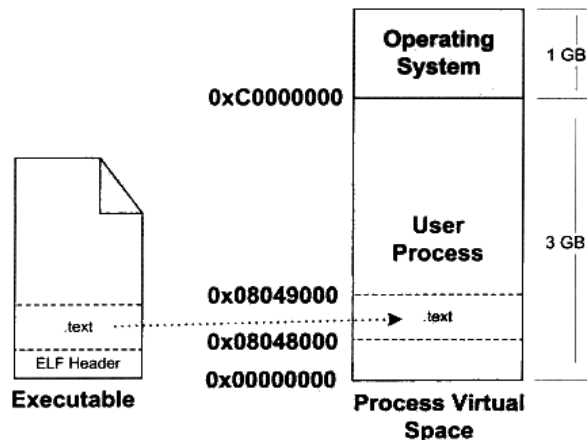 Operating
System
1 GB
0xC0000000
User
Process
3 GB
0x08049000
.text
.text
0x08048000
ELF Header
0x00000000
Executable
Process Virtual
Space